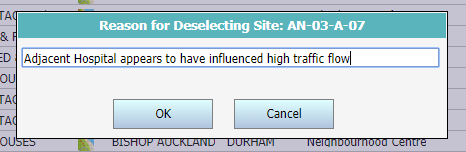 Reason for Deselecting Site: AN-03-A-07
Adjacent Hospital appears to have influenced high traffic flow
OK Cancel
OUSES BISHOP AUCKLAND DURHAM Neighbourhood Centre